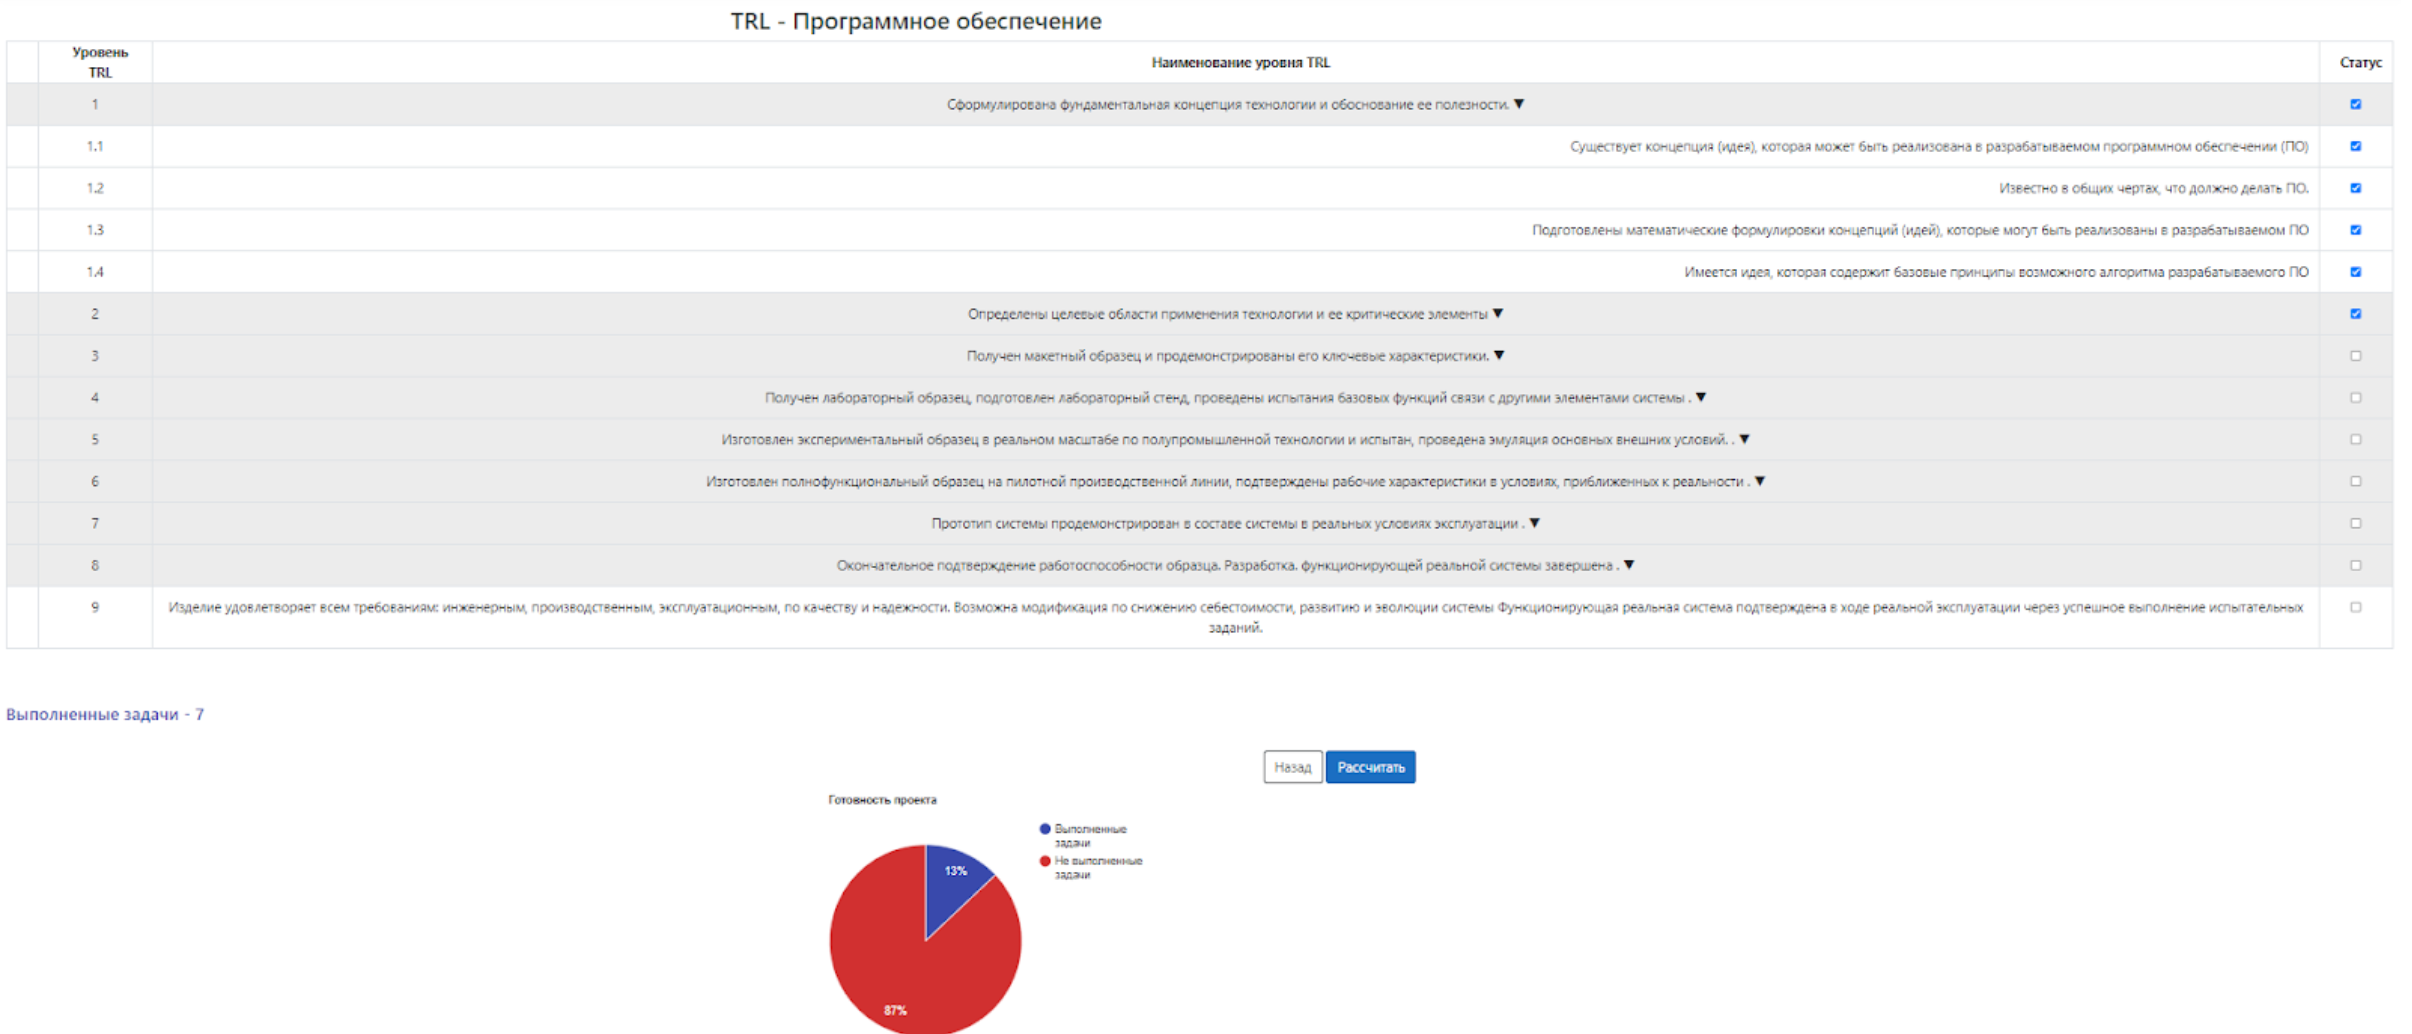 TRL - Программное обеспечение
Уровень
TRL
Наименование уровня TRL
Статус
1
Сформулирована фундаментальная концепция технологии и обоснование ее полезности. ▼
1.1
Существует концепция (идея), которая может быть реализована в разрабатываемом программном обеспечении (ПО)
1.2
Известно в общих чертах, что должно делать ПО.
1.3
Подготовлены математические формулировки концепций (идей), которые могут быть реализованы в разрабатываемом ПО
1.4
Имеется идея, которая содержит базовые принципы возможного алгоритма разрабатываемого ПО
2
Определены целевые области применения технологии и ее критические элементы ▼
3
Получен макетный образец и продемонстрированы его ключевые характеристики. ▼
4
Получен лабораторный образец, подготовлен лабораторный стенд, проведены испытания базовых функций связи с другими элементами системы . ▼
5
Изготовлен экспериментальный образец в реальном масштабе по полупромышленной технологии и испытан, проведена эмуляция основных внешних условий. . ▼
6
Изготовлен полнофункциональный образец на пилотной производственной линии, подтверждены рабочие характеристики в условиях, приближенных к реальности . ▼
7
Прототип системы продемонстрирован в составе системы в реальных условиях эксплуатации . ▼
8
Окончательное подтверждение работоспособности образца. Разработка. функционирующей реальной системы завершена . ▼
9
Изделие удовлетворяет всем требованиям: инженерным, производственным, эксплуатационным, по качеству и надежности. Возможна модификация по снижению себестоимости, развитию и эволюции системы Функционирующая реальная система подтверждена в ходе реальной эксплуатации через успешное выполнение испытательных
заданий.
Выполненные задачи - 7
Назад
Рассчитать
Готовность проекта
Выполненные
задачи
Не выполненные
задачи
13%
87%